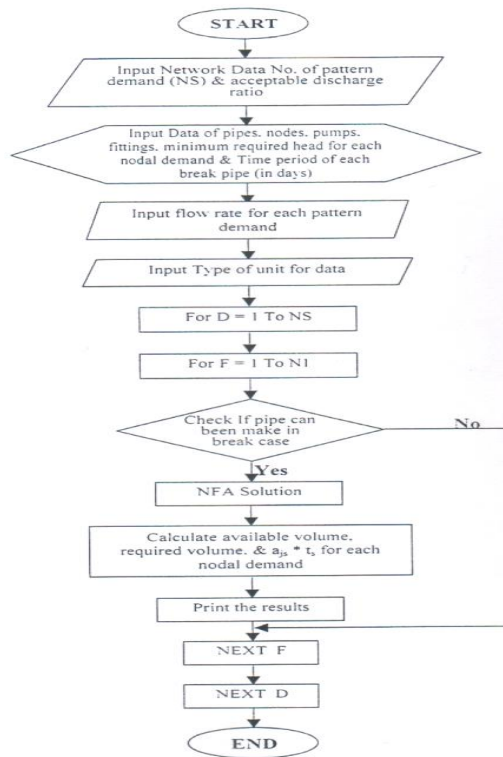 START
Input Network Data No. of pattern
demand (NS) & acceptable discharge
ratio
Input Data of pipes, nodes, pumps,
fittings, minimum required head for each
nodal demand & Time period of each
break pipe (in days)
Input flow rate for each pattern
demand
Input Type of unit for data
For D = 1 To NS
For F = 1 To N1
Check If pipe can
been make in
break case
No
Yes
NFA Solution
Calculate available volume,
required volume, & ajs * ts for each
nodal demand
Print the results
NEXT F
NEXT D
END